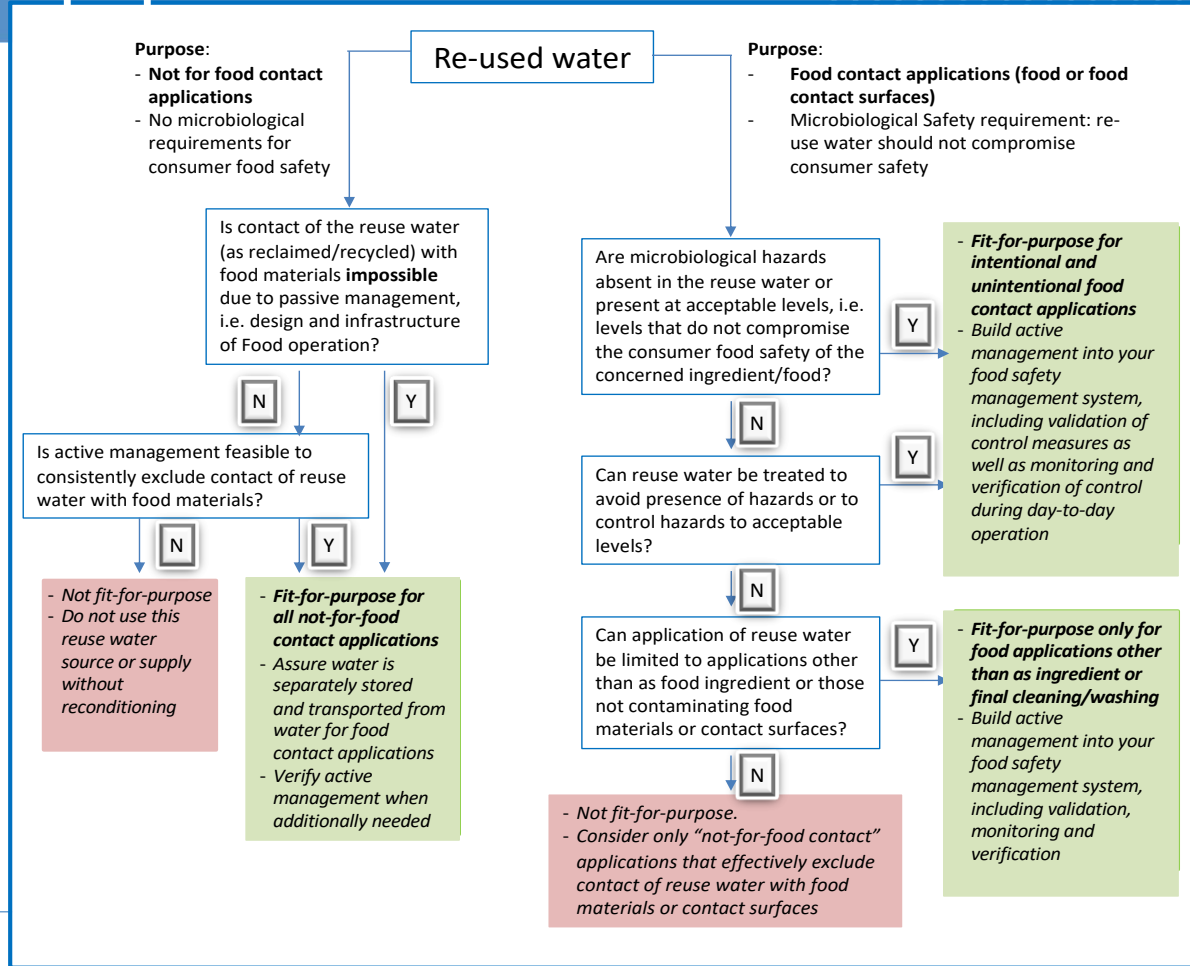 Re-used water
Purpose:
- Not for food contact
applications
- No microbiological
requirements for
consumer food safety
Purpose:
- Food contact applications (food or food
contact surfaces)
- Microbiological Safety requirement: re-
use water should not compromise
consumer safety
Is contact of the reuse water
(as reclaimed/recycled) with
food materials impossible
due to passive management,
i.e. design and infrastructure
of Food operation?
N
Y
Is active management feasible to
consistently exclude contact of reuse
water with food materials?
N
Y
- Not fit-for-purpose
- Do not use this
reuse water
source or supply
without
reconditioning
- Fit-for-purpose for
all not-for-food
contact applications
- Assure water is
separately stored
and transported from
water for food
contact applications
- Verify active
management when
additionally needed
Are microbiological hazards
absent in the reuse water or
present at acceptable levels, i.e.
levels that do not compromise
the consumer food safety of the
concerned ingredient/food?
Y
N
Can reuse water be treated to
avoid presence of hazards or to
control hazards to acceptable
levels?
Y
N
- Fit-for-purpose for
intentional and
unintentional food
contact applications
- Build active
management into your
food safety
management system,
including validation of
control measures as
well as monitoring and
verification of control
during day-to-day
operation
Can application of reuse water
be limited to applications other
than as food ingredient or those
not contaminating food
materials or contact surfaces?
Y
N
- Fit-for-purpose only for
food applications other
than as ingredient or
final cleaning/washing
- Build active
management into your
food safety
management system,
including validation,
monitoring and
verification
- Not fit-for-purpose.
- Consider only “not-for-food contact”
applications that effectively exclude
contact of reuse water with food
materials or contact surfaces